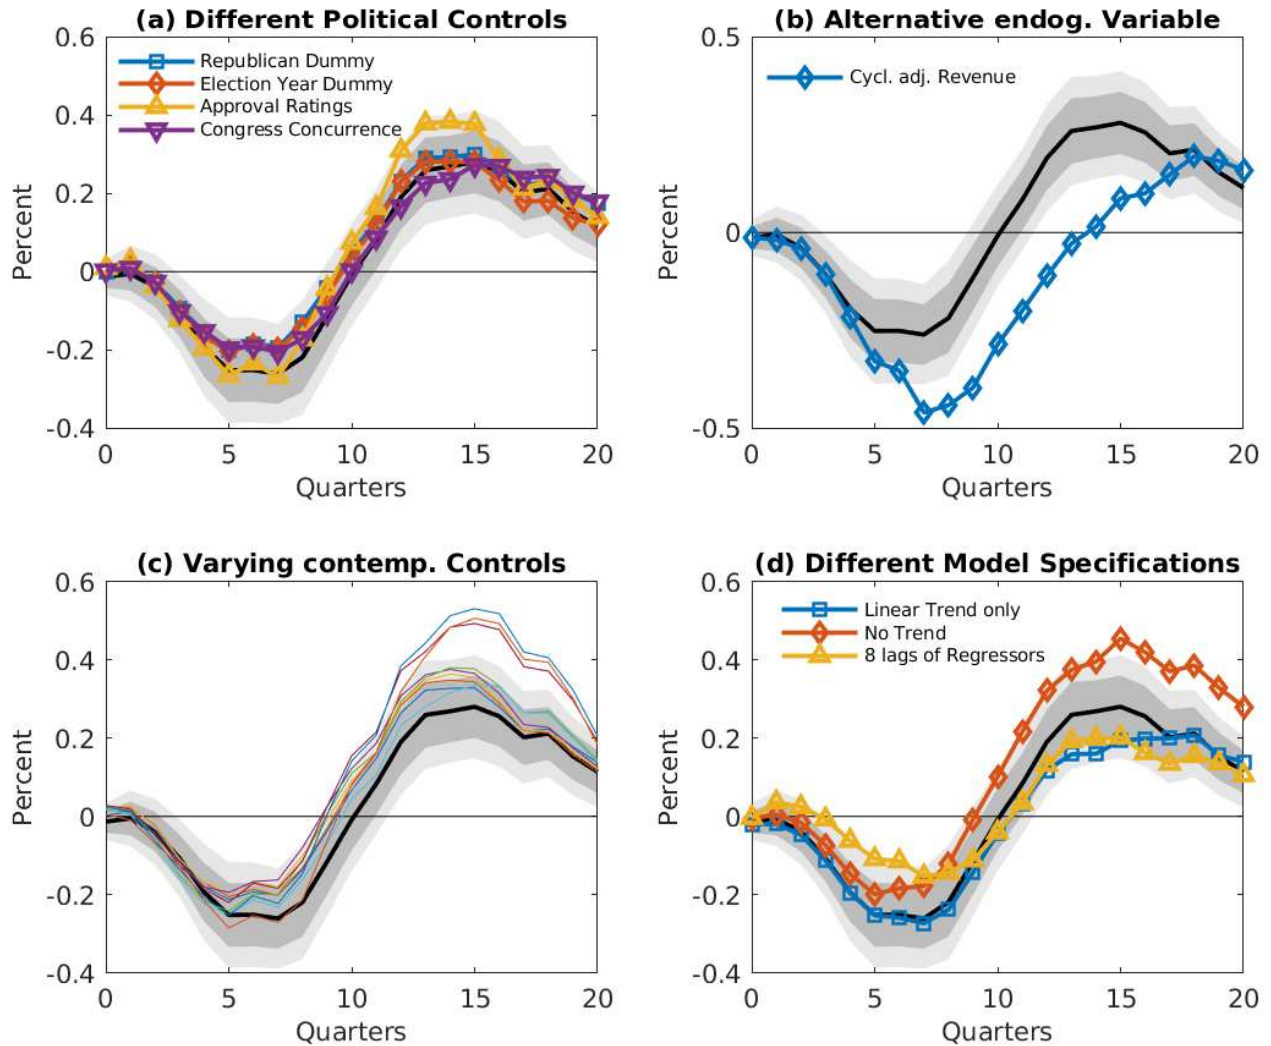 (a) Different Political Controls
0.6
0.4
0.2
0
-0.2
-0.4
Percent
Republican Dummy
Election Year Dummy
Approval Ratings
Congress Concurrence
0 5 10 15 20
Quarters
(b) Alternative endog. Variable
0.5
0
-0.5
Percent
Cycl. adj. Revenue
0 5 10 15 20
Quarters
(c) Varying contemp. Controls
0.6
0.4
0.2
0
-0.2
-0.4
Percent
0 5 10 15 20
Quarters
(d) Different Model Specifications
0.6
0.4
0.2
0
-0.2
-0.4
Percent
Linear Trend only
No Trend
8 lags of Regressors
0 5 10 15 20
Quarters